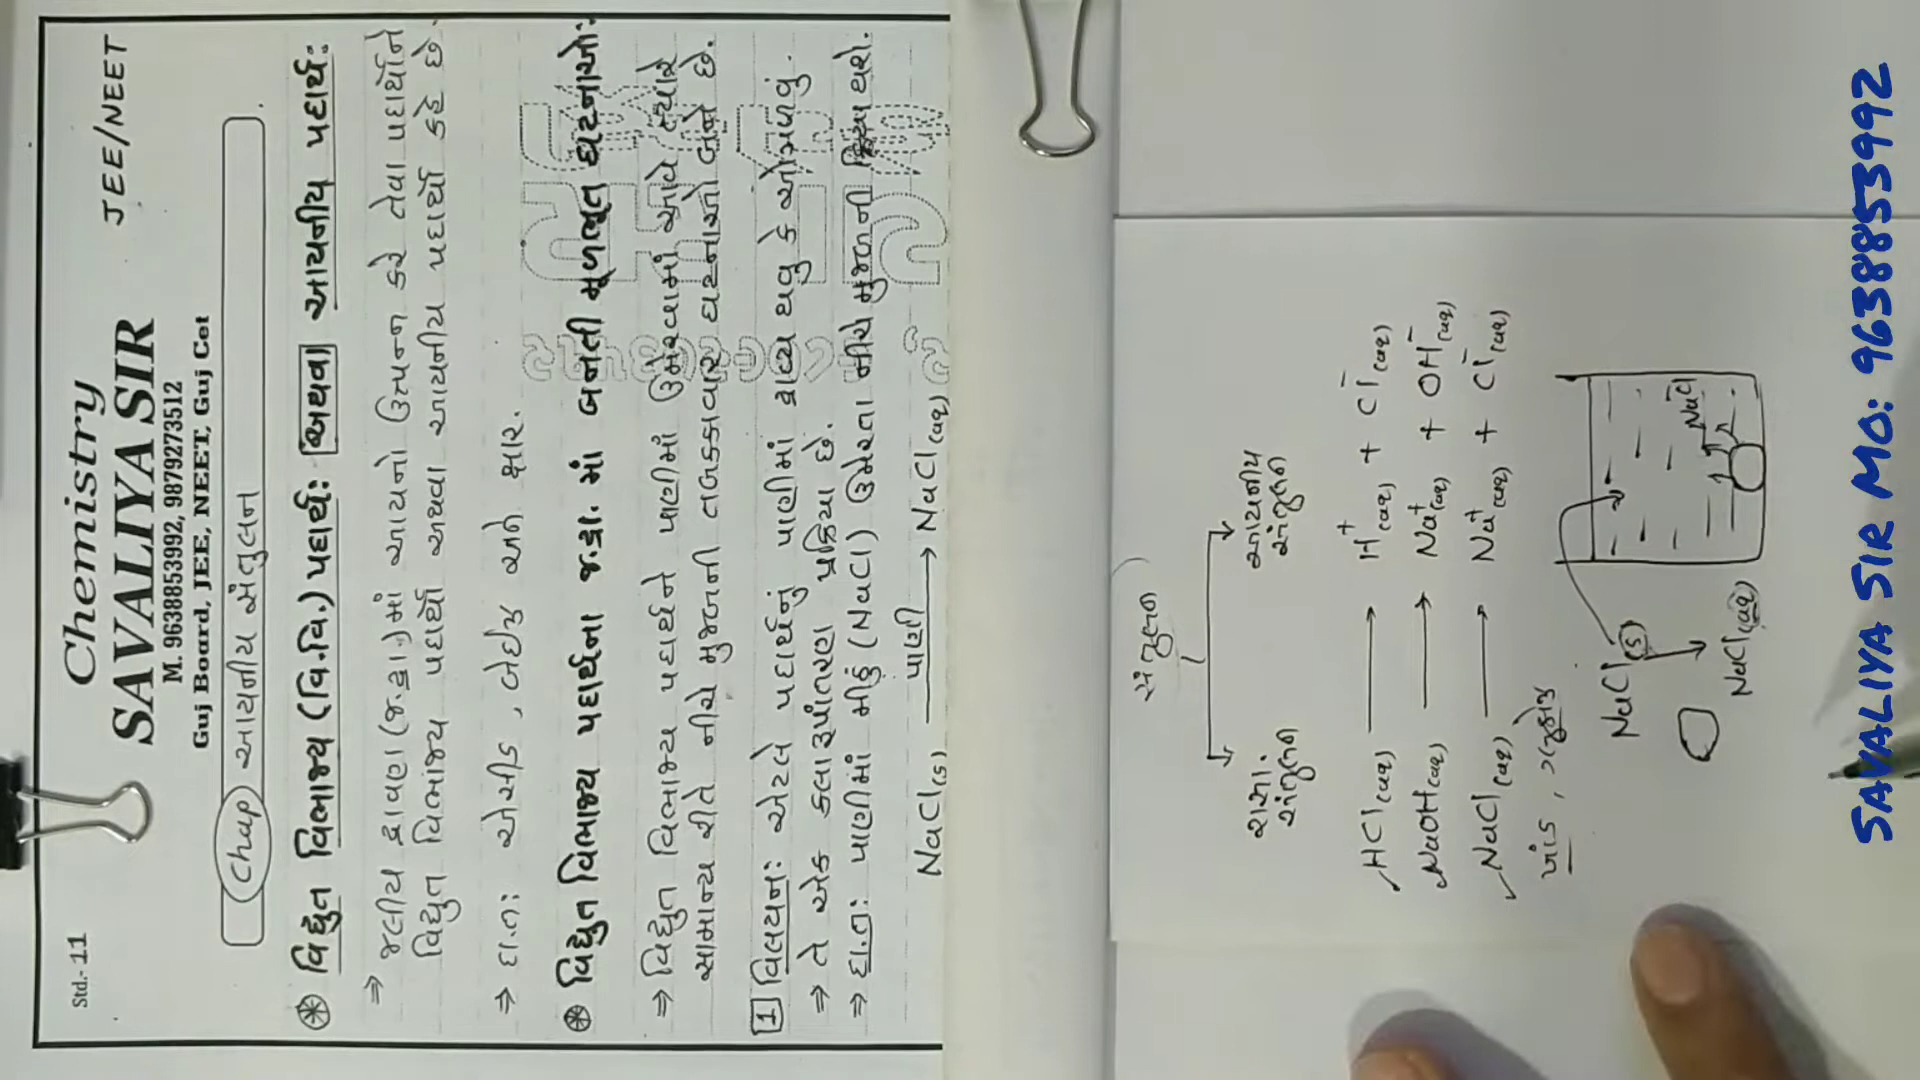 Std.-11
Chemistry
JEE/NEET
SAVALIYA SIR
M. 9638853992, 9879273512
Guj Board, JEE, NEET, Guj Cet
Chap આયનીય સંતુલન
⊛ વિદ્યુત વિભાજ્ય (વિ.વિ.) પદાર્થ: અથવા આયનીય પદાર્થ:
⇒ જલીય દ્રાવણ (જ.દ્રા.)માં આયનો ઉત્પન્ન કરે તેવા પદાર્થોને
વિદ્યુત વિભાજ્ય પદાર્થો અથવા આયનીય પદાર્થો કહે છે.
⇒ દા.ત: એસીડ, બેઇઝ અને ક્ષાર.
⊛ વિદ્યુત વિભાજ્ય પદાર્થના જ.દ્રા. માં બનતી મૂળભૂત ઘટનાઓ:
⇒ વિદ્યુત વિભાજ્ય પદાર્થને પાણીમાં ઉમેરવામાં આવે ત્યારે
સામાન્ય રીતે નીચે મુજબની તબક્કાવાર ઘટનાઓ બને છે.
1 વિલયન: એટલે પદાર્થનું પાણીમાં દ્રાવ્ય થવુ કે ઓગળવું.
⇒ તે એક કલા રૂપાંતરણ પ્રક્રિયા છે.
⇒ દા.ત: પાણીમાં મીઠું (NaCl) ઉમેરતા નીચે મુજબની ક્રિયા થશે.
NaCl(s) પાણી → NaCl(aq)
સંતુલન
રાસા. સંતુલન
આયનીય સંતુલન
✓HCl(aq) → H⁺(aq) + Cl⁻(aq)
✓NaOH(aq) → Na⁺(aq) + OH⁻(aq)
✓NaCl(aq) → Na⁺(aq) + Cl⁻(aq)
ખાંડ, ગ્લુકોઝ
NaCl(s)
NaCl(aq)
NaCl
SAVALIYA SIR MO: 9638853992